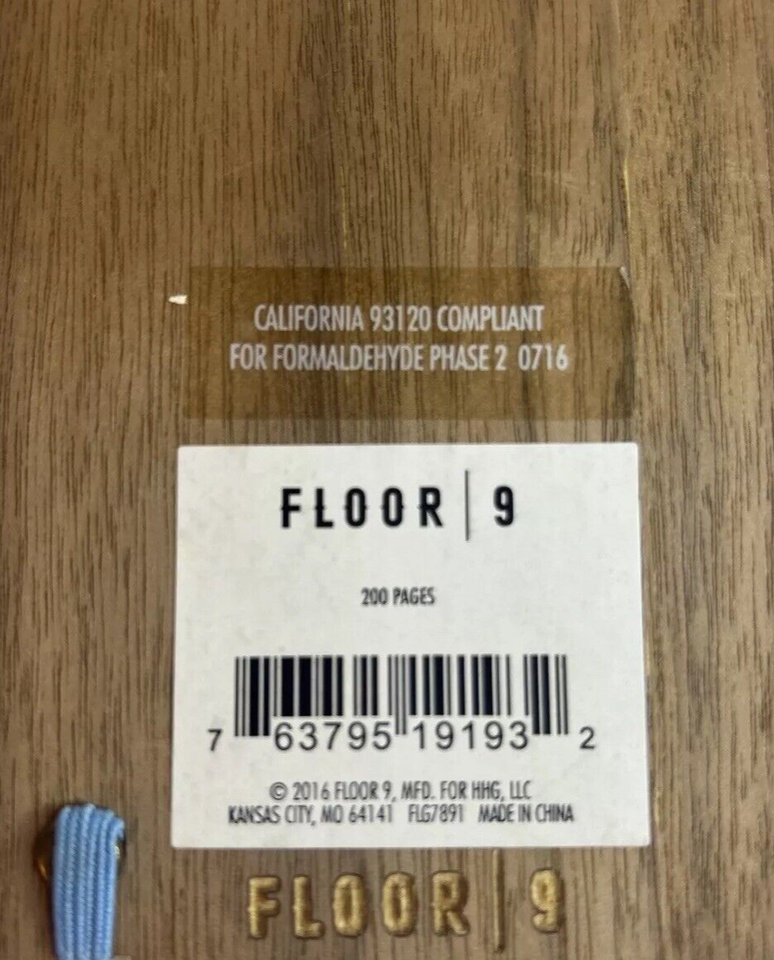 CALIFORNIA 93120 COMPLIANT
FOR FORMALDEHYDE PHASE 2 0716
FLOOR | 9
200 PAGES
7 63795 19193 2
© 2016 FLOOR 9, MFD. FOR HHG, LLC
KANSAS CITY, MO 64141 FLG7891 MADE IN CHINA
FLOOR | 9